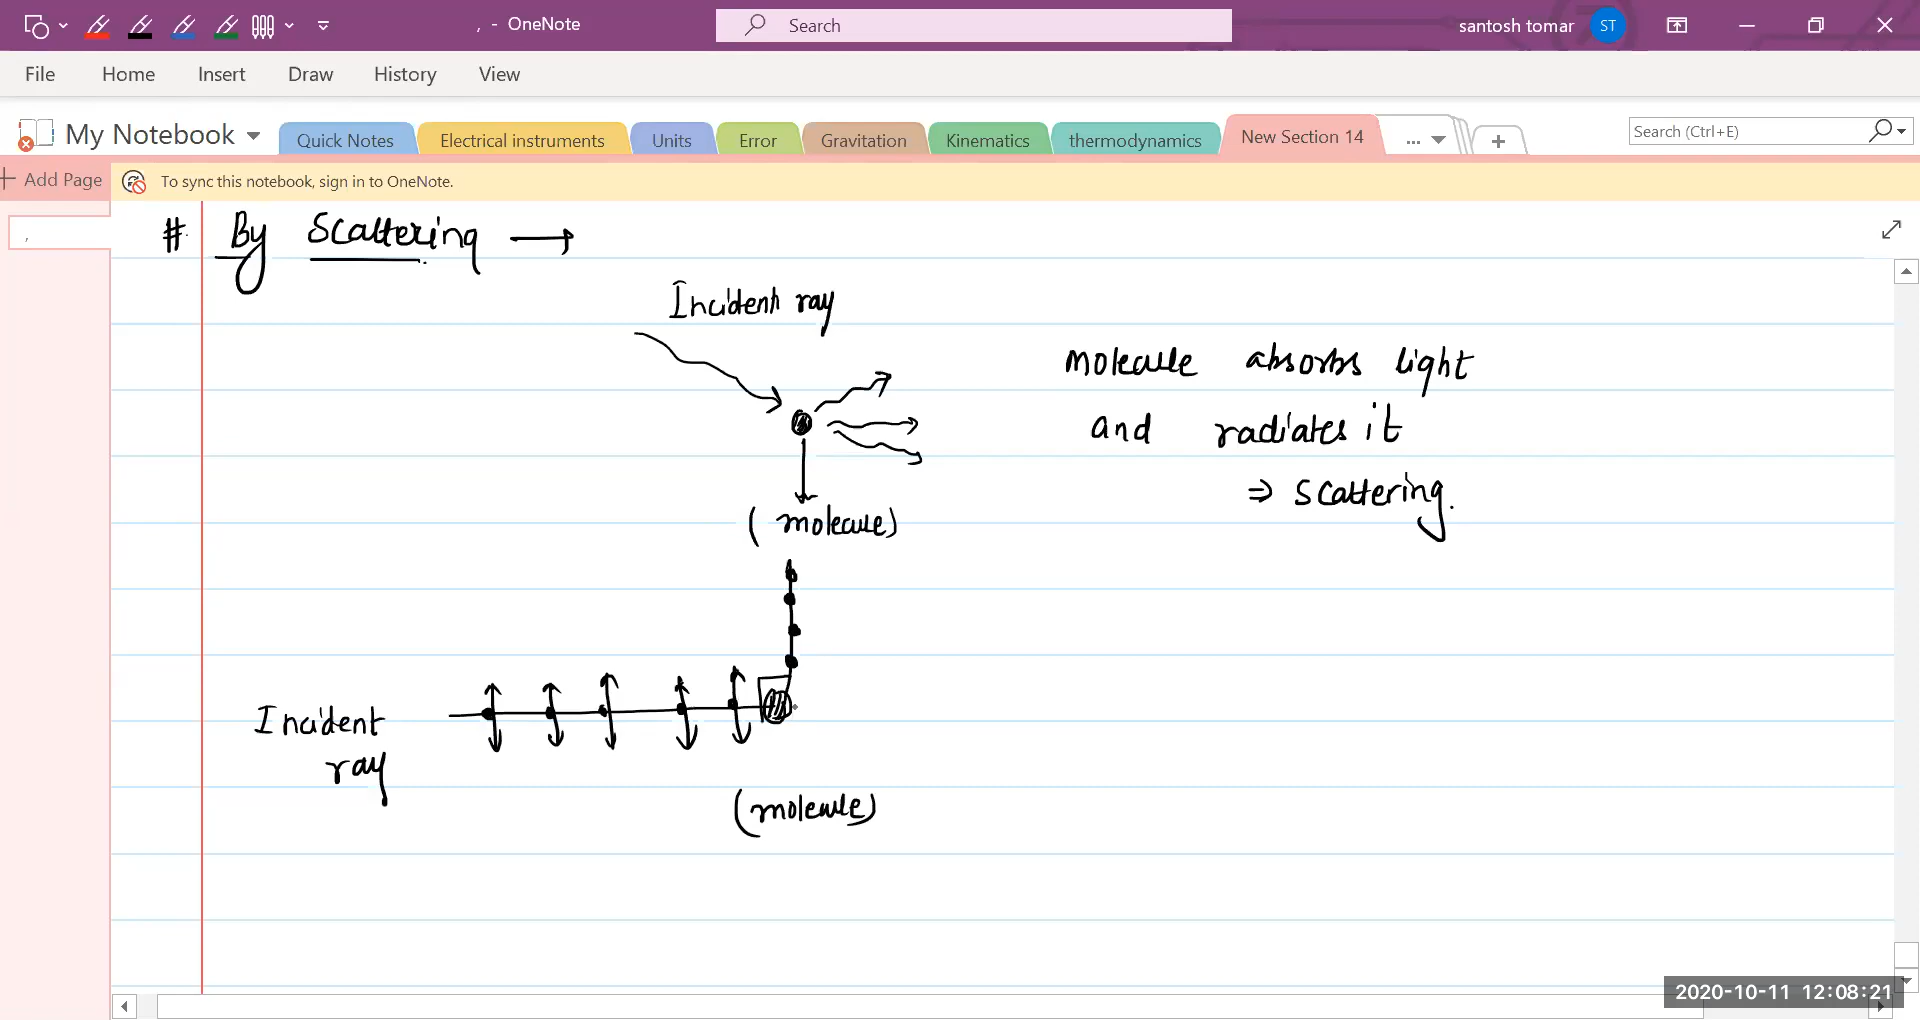 , - OneNote
Search
santosh tomar ST
File Home Insert Draw History View
My Notebook
Quick Notes Electrical instruments Units Error Gravitation Kinematics thermodynamics New Section 14 ...
Search (Ctrl+E)
Add Page
To sync this notebook, sign in to OneNote.
,
# By Scattering →
Incident ray
molecule absorbs light
and radiates it
⇒ scattering.
(molecule)
Incident
ray
(molecule)
2020-10-11 12:08:21